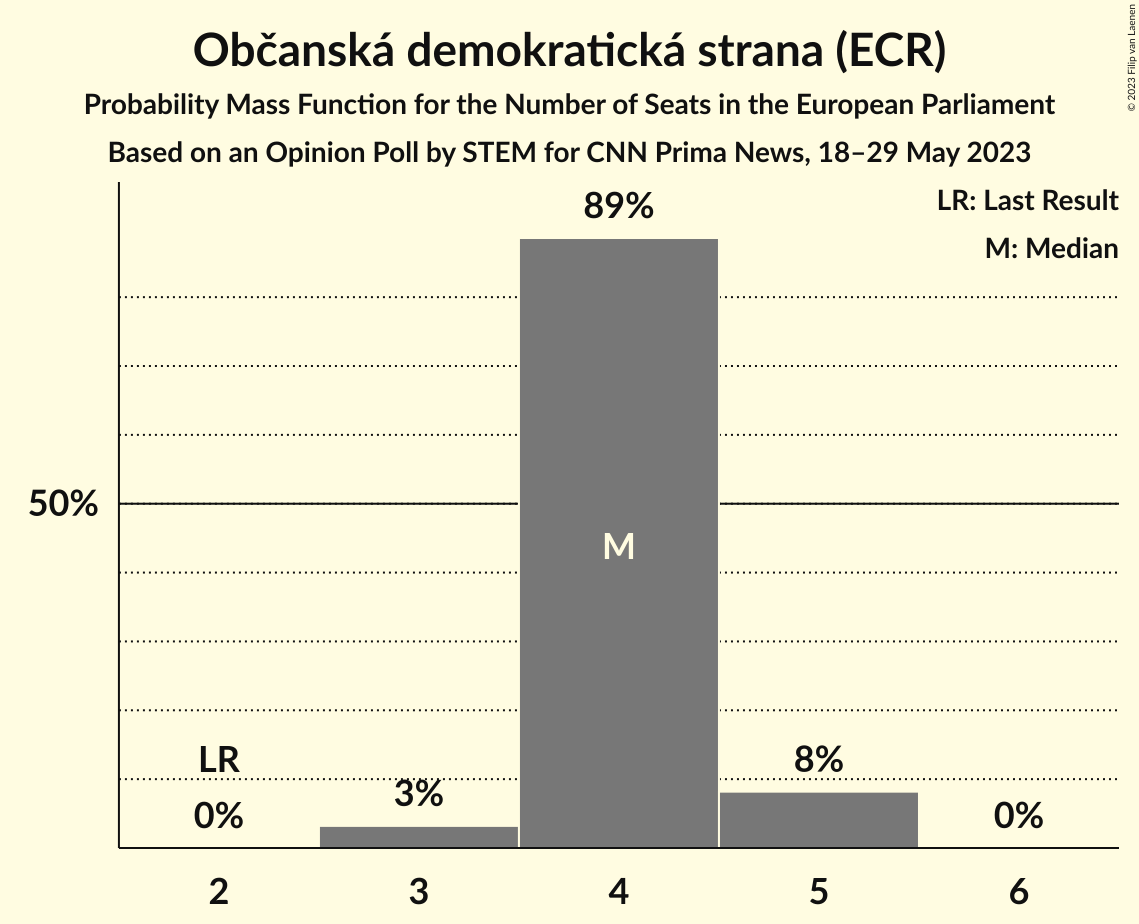 Občanská demokratická strana (ECR)
Probability Mass Function for the Number of Seats in the European Parliament
Based on an Opinion Poll by STEM for CNN Prima News, 18–29 May 2023
© 2023 Filip van Laenen
LR: Last Result
M: Median
89%
50%
M
LR
0%
3%
8%
0%
2 3 4 5 6